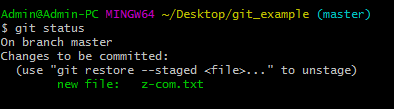 Admin@Admin-PC MINGW64 ~/Desktop/git_example (master)
$ git status
On branch master
Changes to be committed:
  (use "git restore --staged <file>..." to unstage)
        new file:   z-com.txt